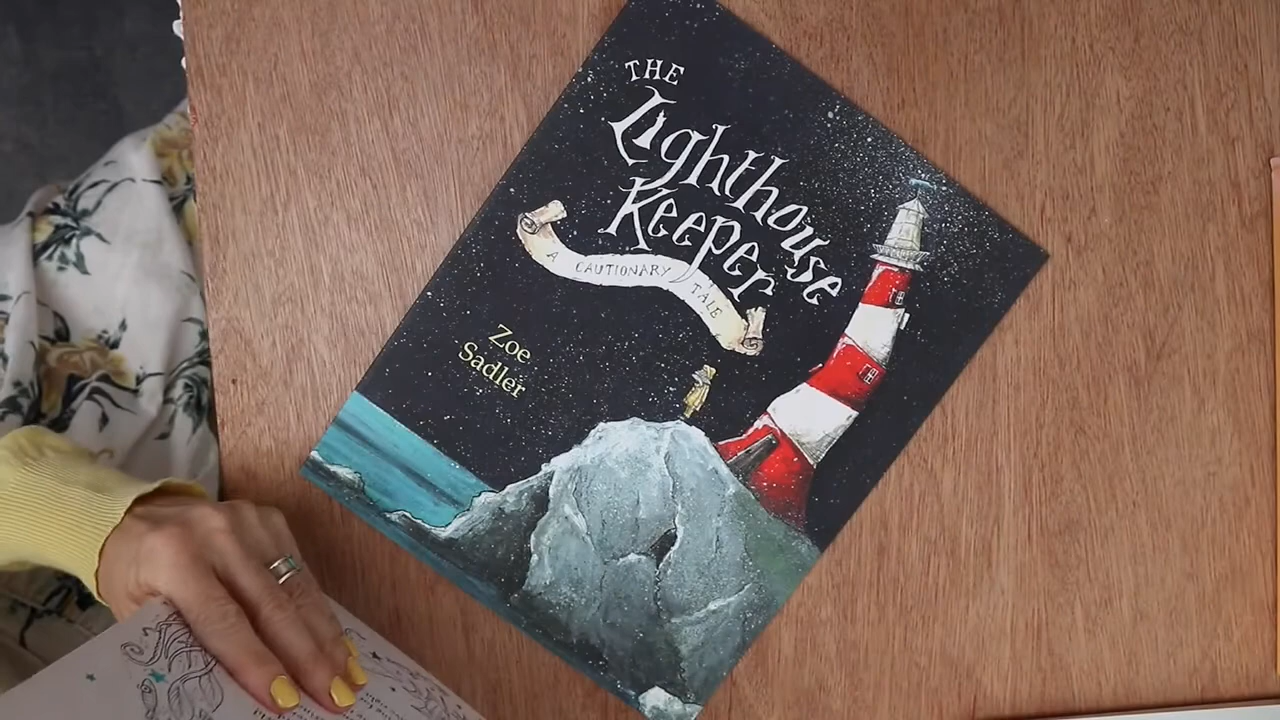 THE
Lighthouse
Keeper
A CAUTIONARY TALE
Zoe
Sadler